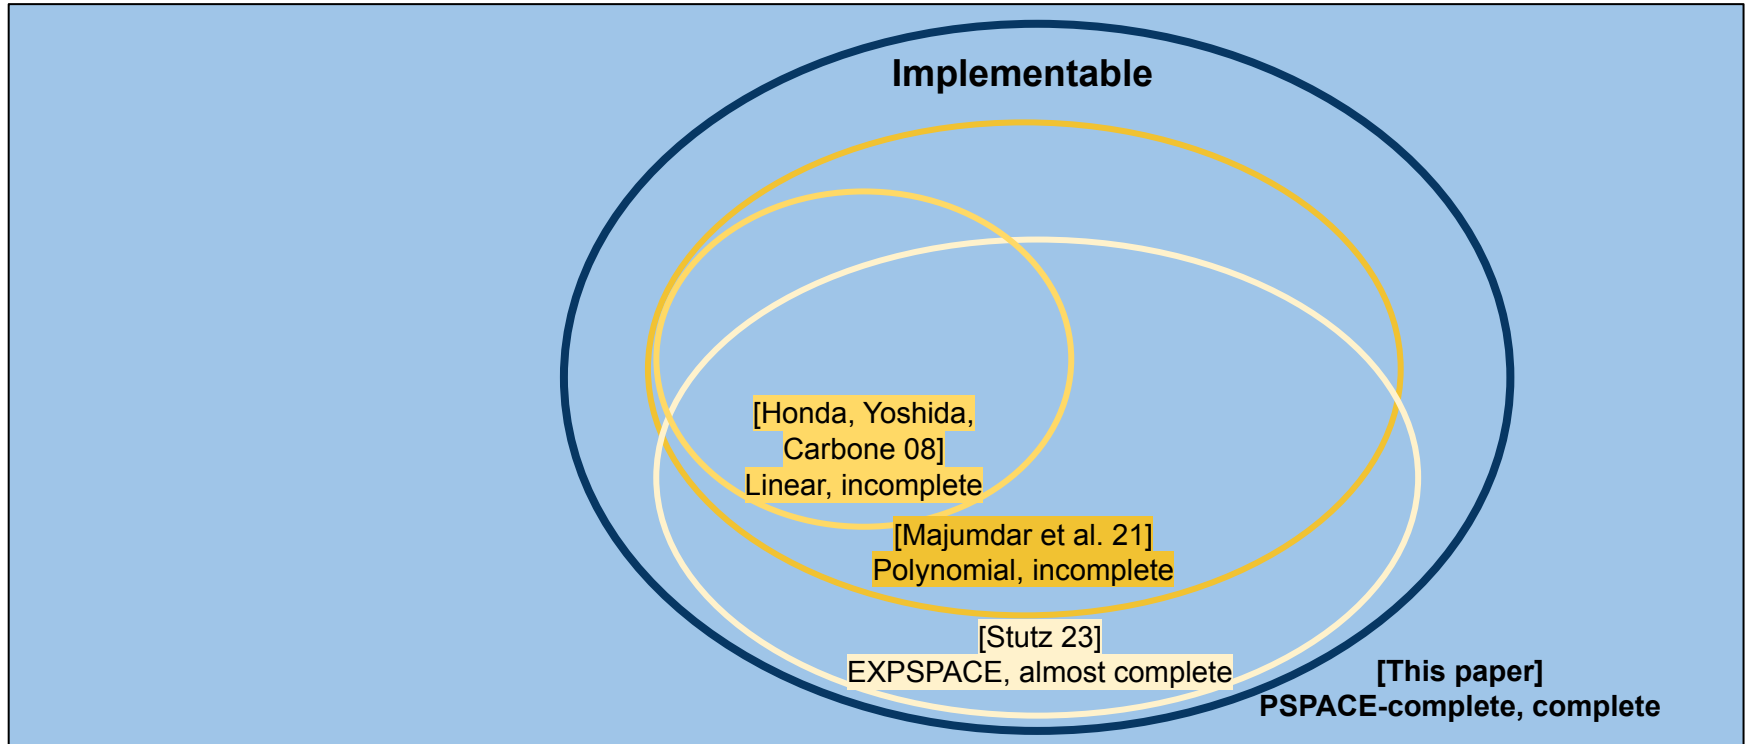 Implementable
[Honda, Yoshida,
Carbone 08]
Linear, incomplete
[Majumdar et al. 21]
Polynomial, incomplete
[Stutz 23]
EXPSPACE, almost complete
[This paper]
PSPACE-complete, complete